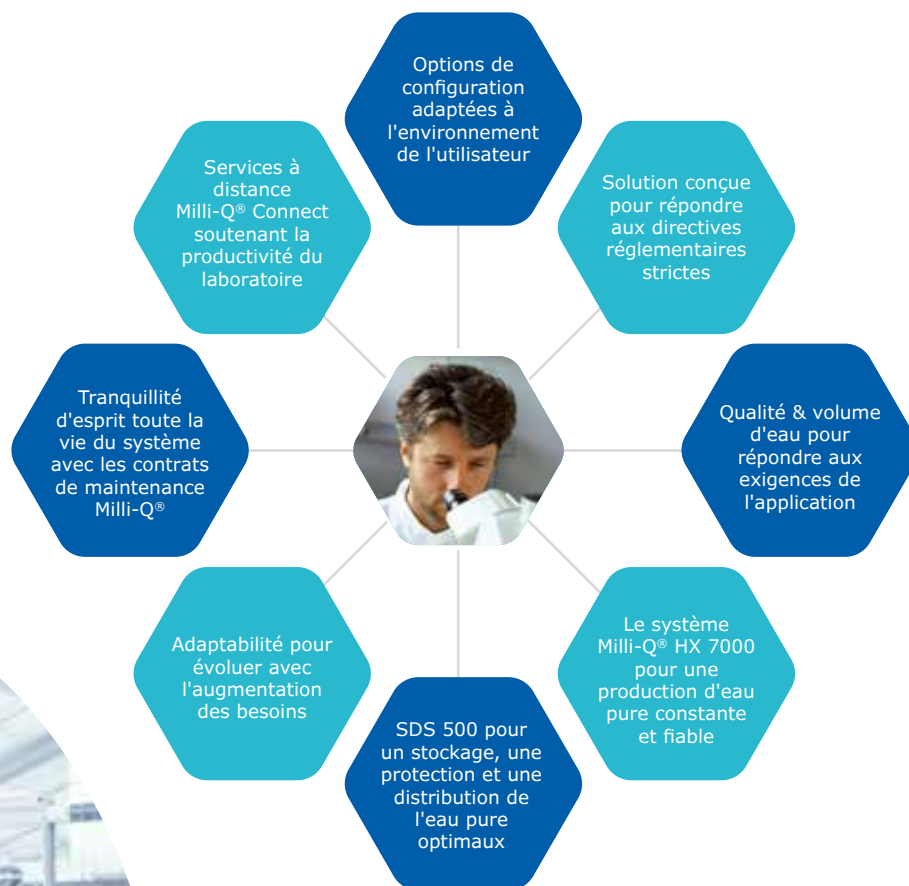 Options de
configuration
adaptées à
l'environnement
de l'utilisateur
Solution conçue
pour répondre
aux directives
réglementaires
strictes
Qualité & volume
d'eau pour
répondre aux
exigences de
l'application
Le système
Milli-Q® HX 7000
pour une
production d'eau
pure constante
et fiable
SDS 500 pour
un stockage, une
protection et une
distribution de
l'eau pure
optimaux
Adaptabilité pour
évoluer avec
l'augmentation
des besoins
Tranquillité
d'esprit toute la
vie du système
avec les contrats
de maintenance
Milli-Q®
Services à
distance
Milli-Q® Connect
soutenant la
productivité du
laboratoire